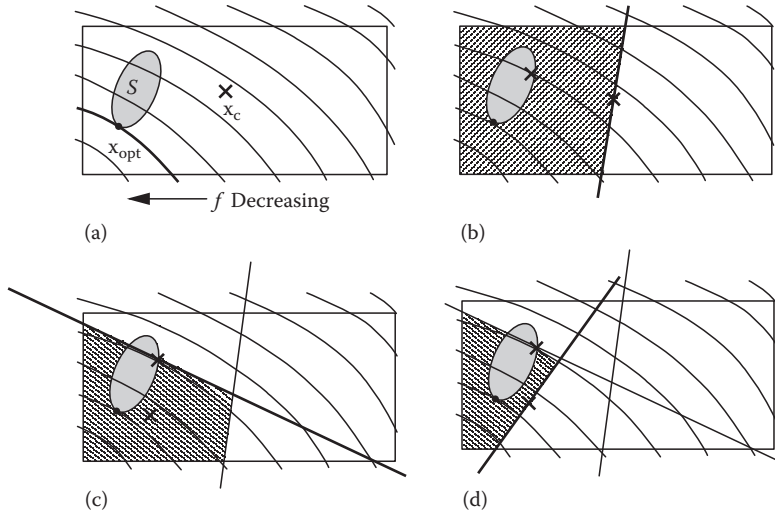 S
x_c
x_opt
f Decreasing
(a)
(b)
(c)
(d)